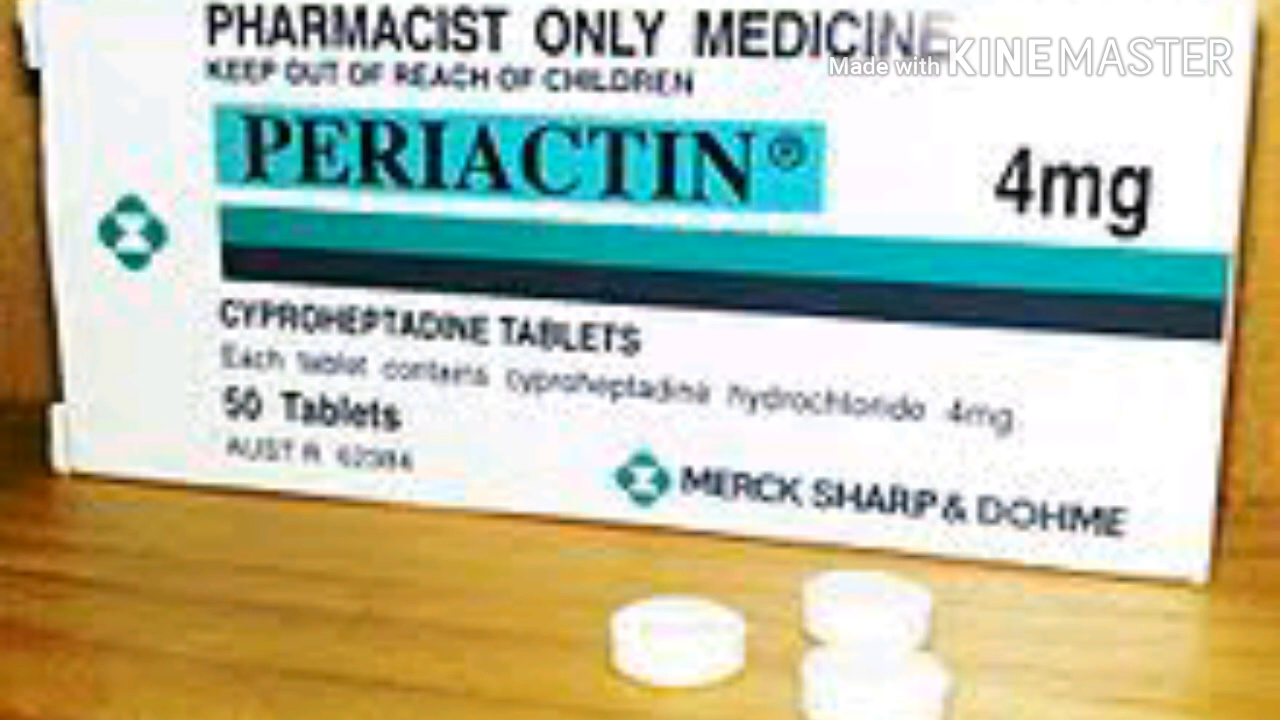 PHARMACIST ONLY MEDICINE
Made with KINEMASTER
KEEP OUT OF REACH OF CHILDREN
PERIACTIN®
4mg
CYPROHEPTADINE TABLETS
Each tablet contains cyproheptadine hydrochloride 4mg.
50 Tablets
AUST R
MERCK SHARP & DOHME